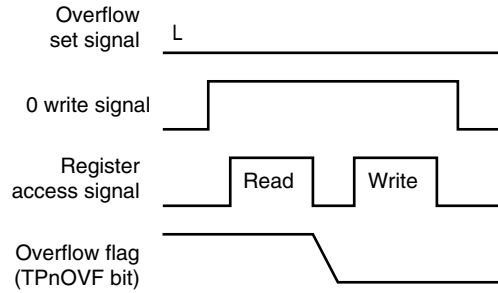 Overflow
set signal
L
0 write signal
Register
access signal
Read
Write
Overflow flag
(TPnOVF bit)